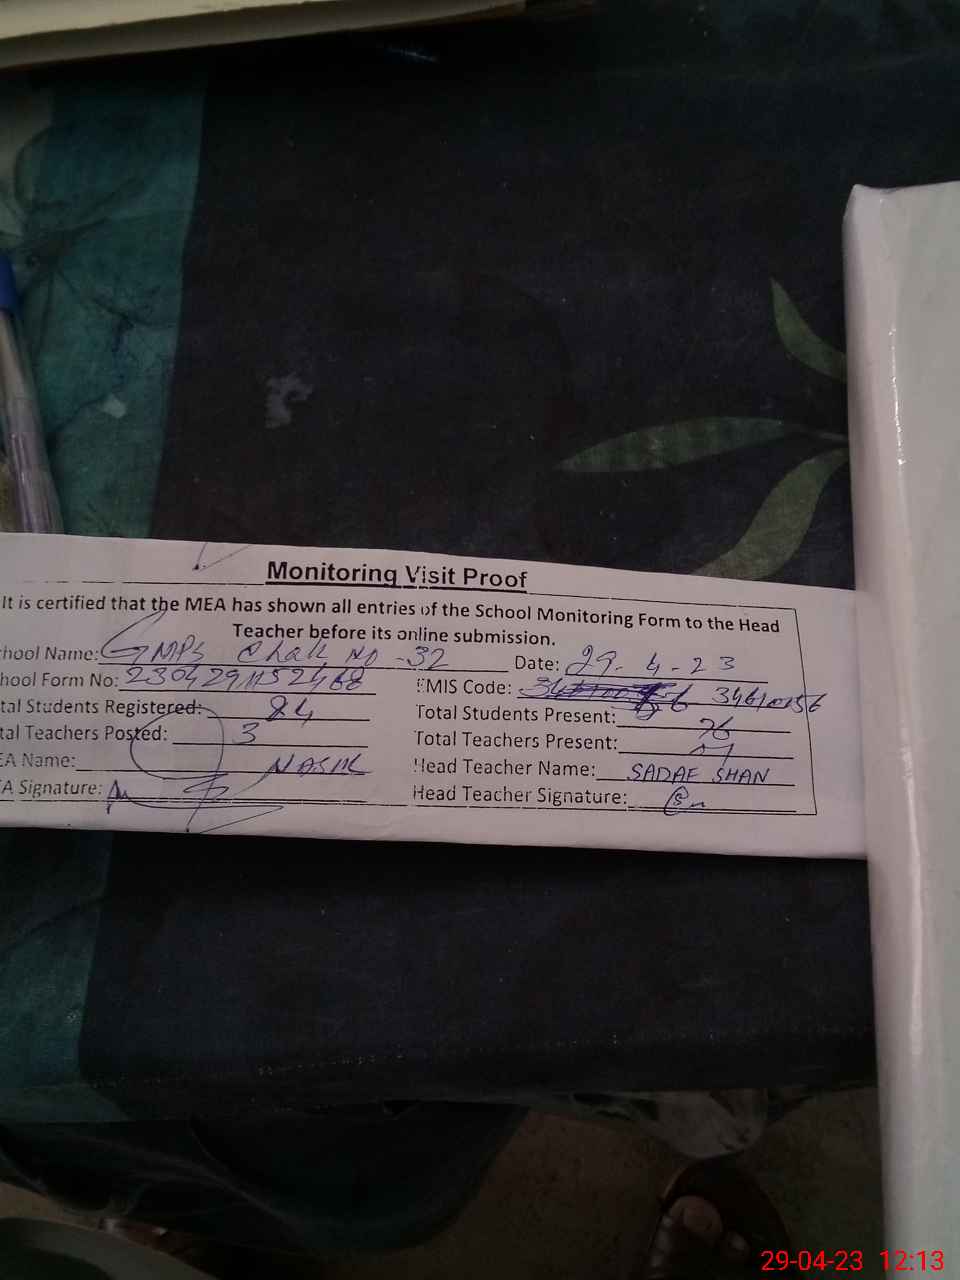 Monitoring Visit Proof
It is certified that the MEA has shown all entries of the School Monitoring Form to the Head
Teacher before its online submission.
hool Name: GMPS Chak No -32 Date: 29-4-23
hool Form No: 2304291152468 EMIS Code: 34610156
tal Students Registered: 84 Total Students Present: 76
tal Teachers Posted: 3 Total Teachers Present:
EA Name: Head Teacher Name: SADAF SHAN
EA Signature: Head Teacher Signature:
29-04-23 12:13